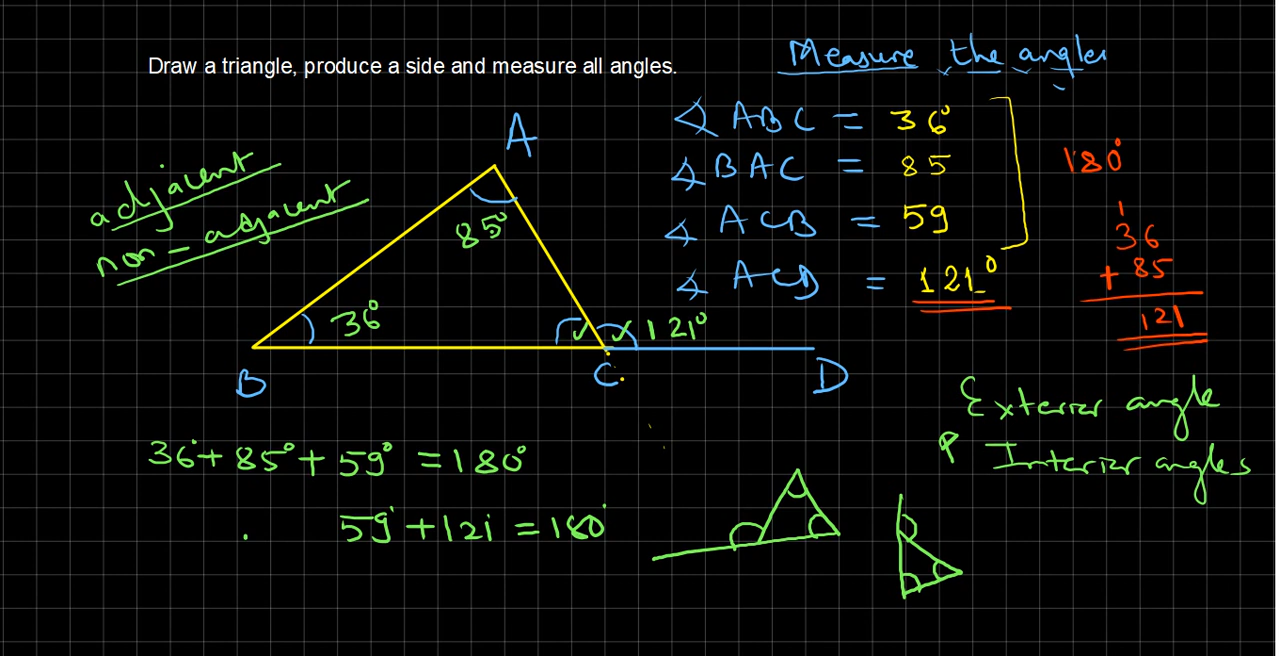 Draw a triangle, produce a side and measure all angles.
Measure the angles
∠ABC = 36°
∠BAC = 85
∠ACB = 59
∠ACD = 121°
180°
1
36
+ 85
121
adjacent
non-adjacent
A
85°
36°
✓ ✓ 121°
B
C
D
Exterior angle
Interior angles
36° + 85° + 59° = 180°
59° + 121 = 180°